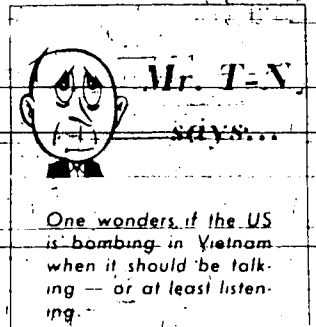 Mr. T-N
says...
One wonders if the US
is bombing in Vietnam
when it should be talk-
ing — or at least listen-
ing.